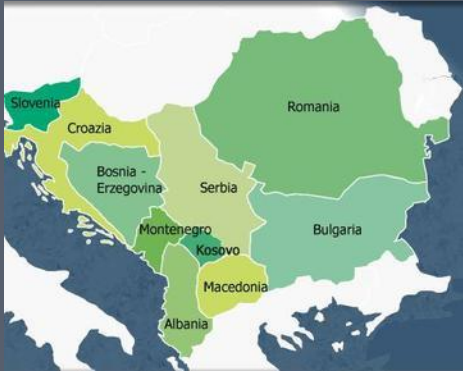 Slovenia
Croazia
Romania
Bosnia -
Erzegovina
Serbia
Montenegro
Bulgaria
Kosovo
Macedonia
Albania